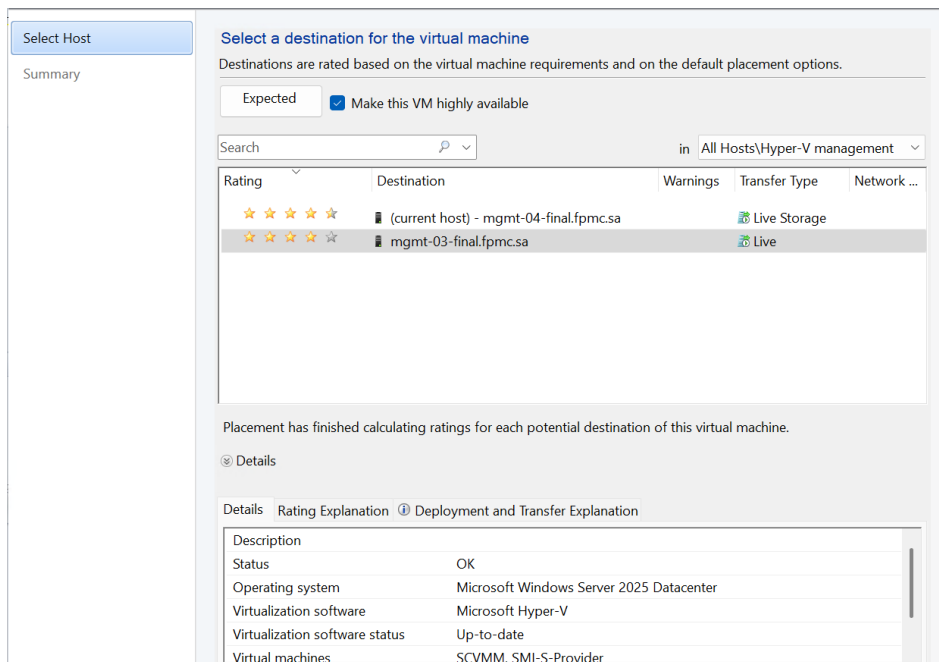 Select Host
Summary
Select a destination for the virtual machine
Destinations are rated based on the virtual machine requirements and on the default placement options.
Expected
Make this VM highly available
Search
in All Hosts\Hyper-V management
Rating Destination Warnings Transfer Type Network ...
(current host) - mgmt-04-final.fpmc.sa Live Storage
mgmt-03-final.fpmc.sa Live
Placement has finished calculating ratings for each potential destination of this virtual machine.
Details
Details Rating Explanation Deployment and Transfer Explanation
Description
Status OK
Operating system Microsoft Windows Server 2025 Datacenter
Virtualization software Microsoft Hyper-V
Virtualization software status Up-to-date
Virtual machines SCVMM, SMI-S-Provider